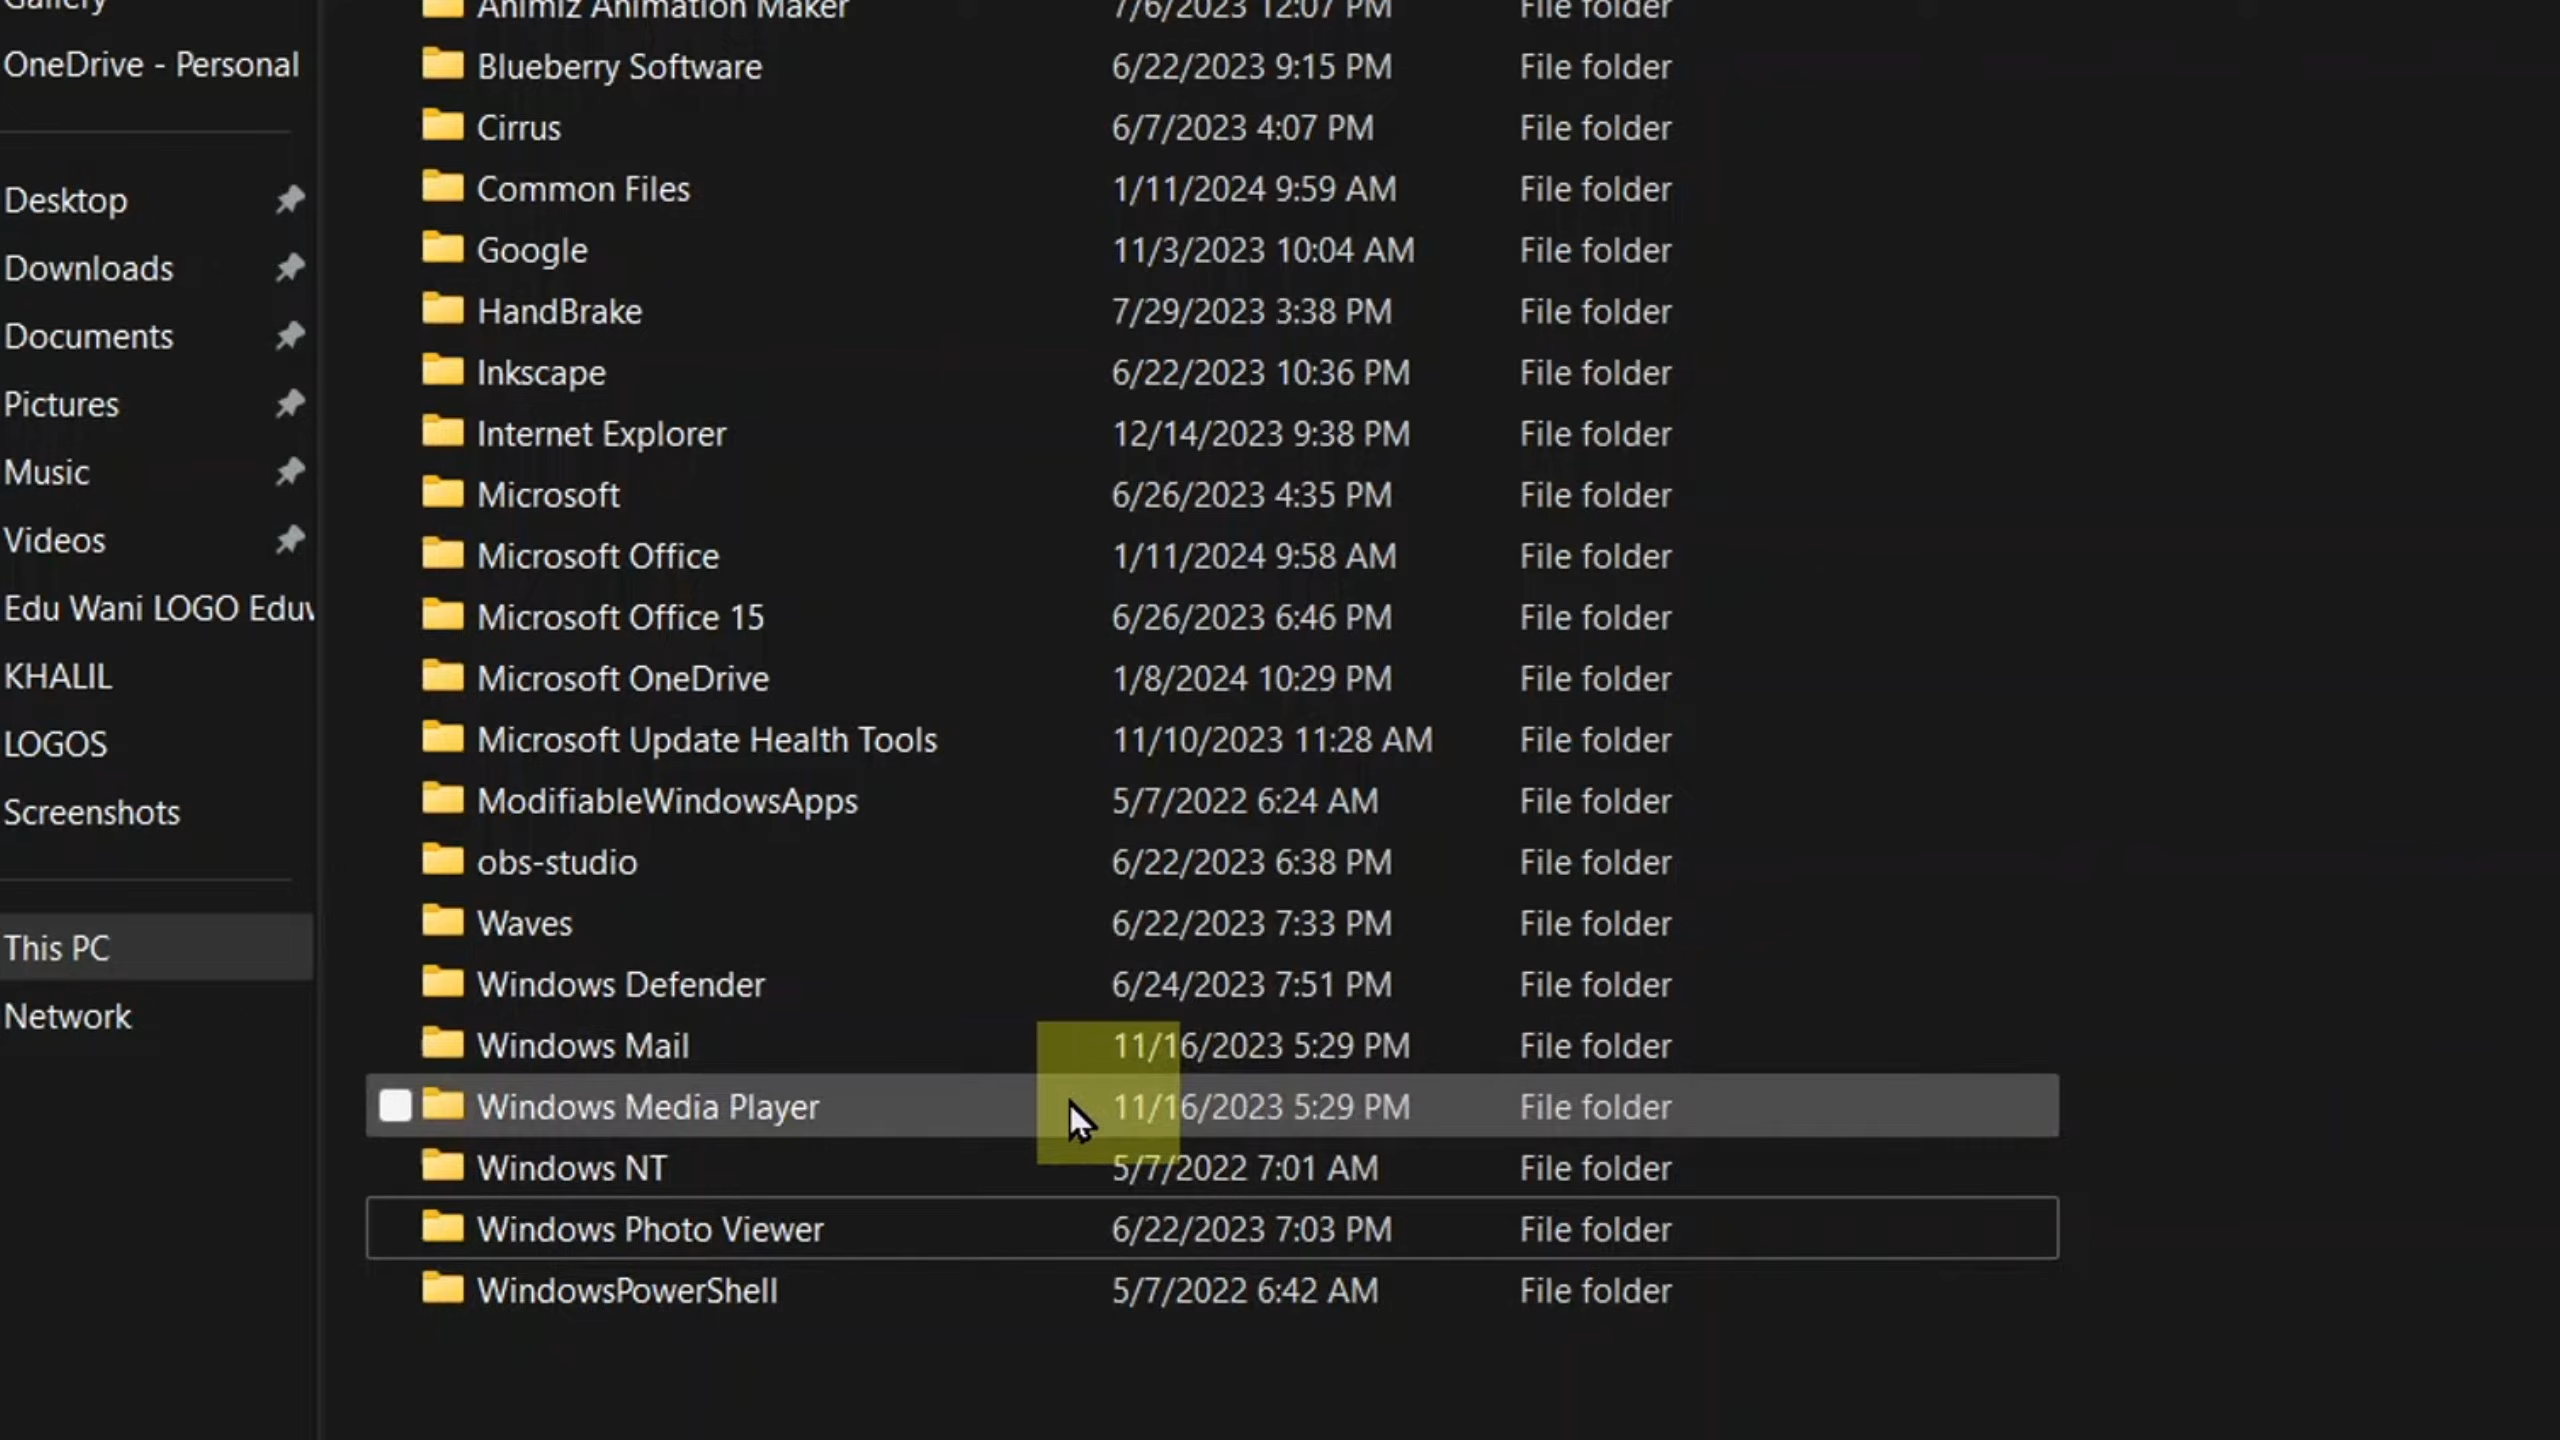 Gallery
OneDrive - Personal
Desktop
Downloads
Documents
Pictures
Music
Videos
Edu Wani LOGO Edu
KHALIL
LOGOS
Screenshots
This PC
Network
Animiz Animation Maker 7/6/2023 12:07 PM File folder
Blueberry Software 6/22/2023 9:15 PM File folder
Cirrus 6/7/2023 4:07 PM File folder
Common Files 1/11/2024 9:59 AM File folder
Google 11/3/2023 10:04 AM File folder
HandBrake 7/29/2023 3:38 PM File folder
Inkscape 6/22/2023 10:36 PM File folder
Internet Explorer 12/14/2023 9:38 PM File folder
Microsoft 6/26/2023 4:35 PM File folder
Microsoft Office 1/11/2024 9:58 AM File folder
Microsoft Office 15 6/26/2023 6:46 PM File folder
Microsoft OneDrive 1/8/2024 10:29 PM File folder
Microsoft Update Health Tools 11/10/2023 11:28 AM File folder
ModifiableWindowsApps 5/7/2022 6:24 AM File folder
obs-studio 6/22/2023 6:38 PM File folder
Waves 6/22/2023 7:33 PM File folder
Windows Defender 6/24/2023 7:51 PM File folder
Windows Mail 11/16/2023 5:29 PM File folder
Windows Media Player 11/16/2023 5:29 PM File folder
Windows NT 5/7/2022 7:01 AM File folder
Windows Photo Viewer 6/22/2023 7:03 PM File folder
WindowsPowerShell 5/7/2022 6:42 AM File folder